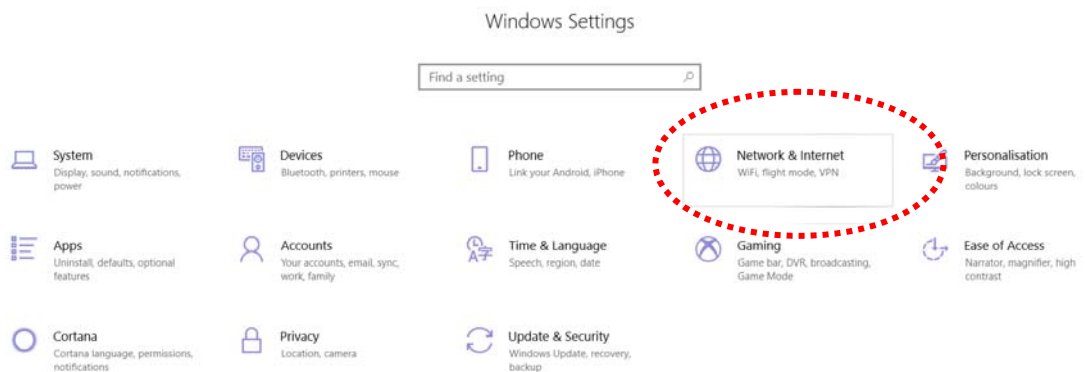 Windows Settings
Find a setting
System
Display, sound, notifications,
power
Devices
Bluetooth, printers, mouse
Phone
Link your Android, iPhone
Network & Internet
WiFi, flight mode, VPN
Personalisation
Background, lock screen,
colours
Apps
Uninstall, defaults, optional
features
Accounts
Your accounts, email, sync,
work, family
Time & Language
Speech, region, date
Gaming
Game bar, DVR, broadcasting,
Game Mode
Ease of Access
Narrator, magnifier, high
contrast
Cortana
Cortana language, permissions,
notifications
Privacy
Location, camera
Update & Security
Windows Update, recovery,
backup